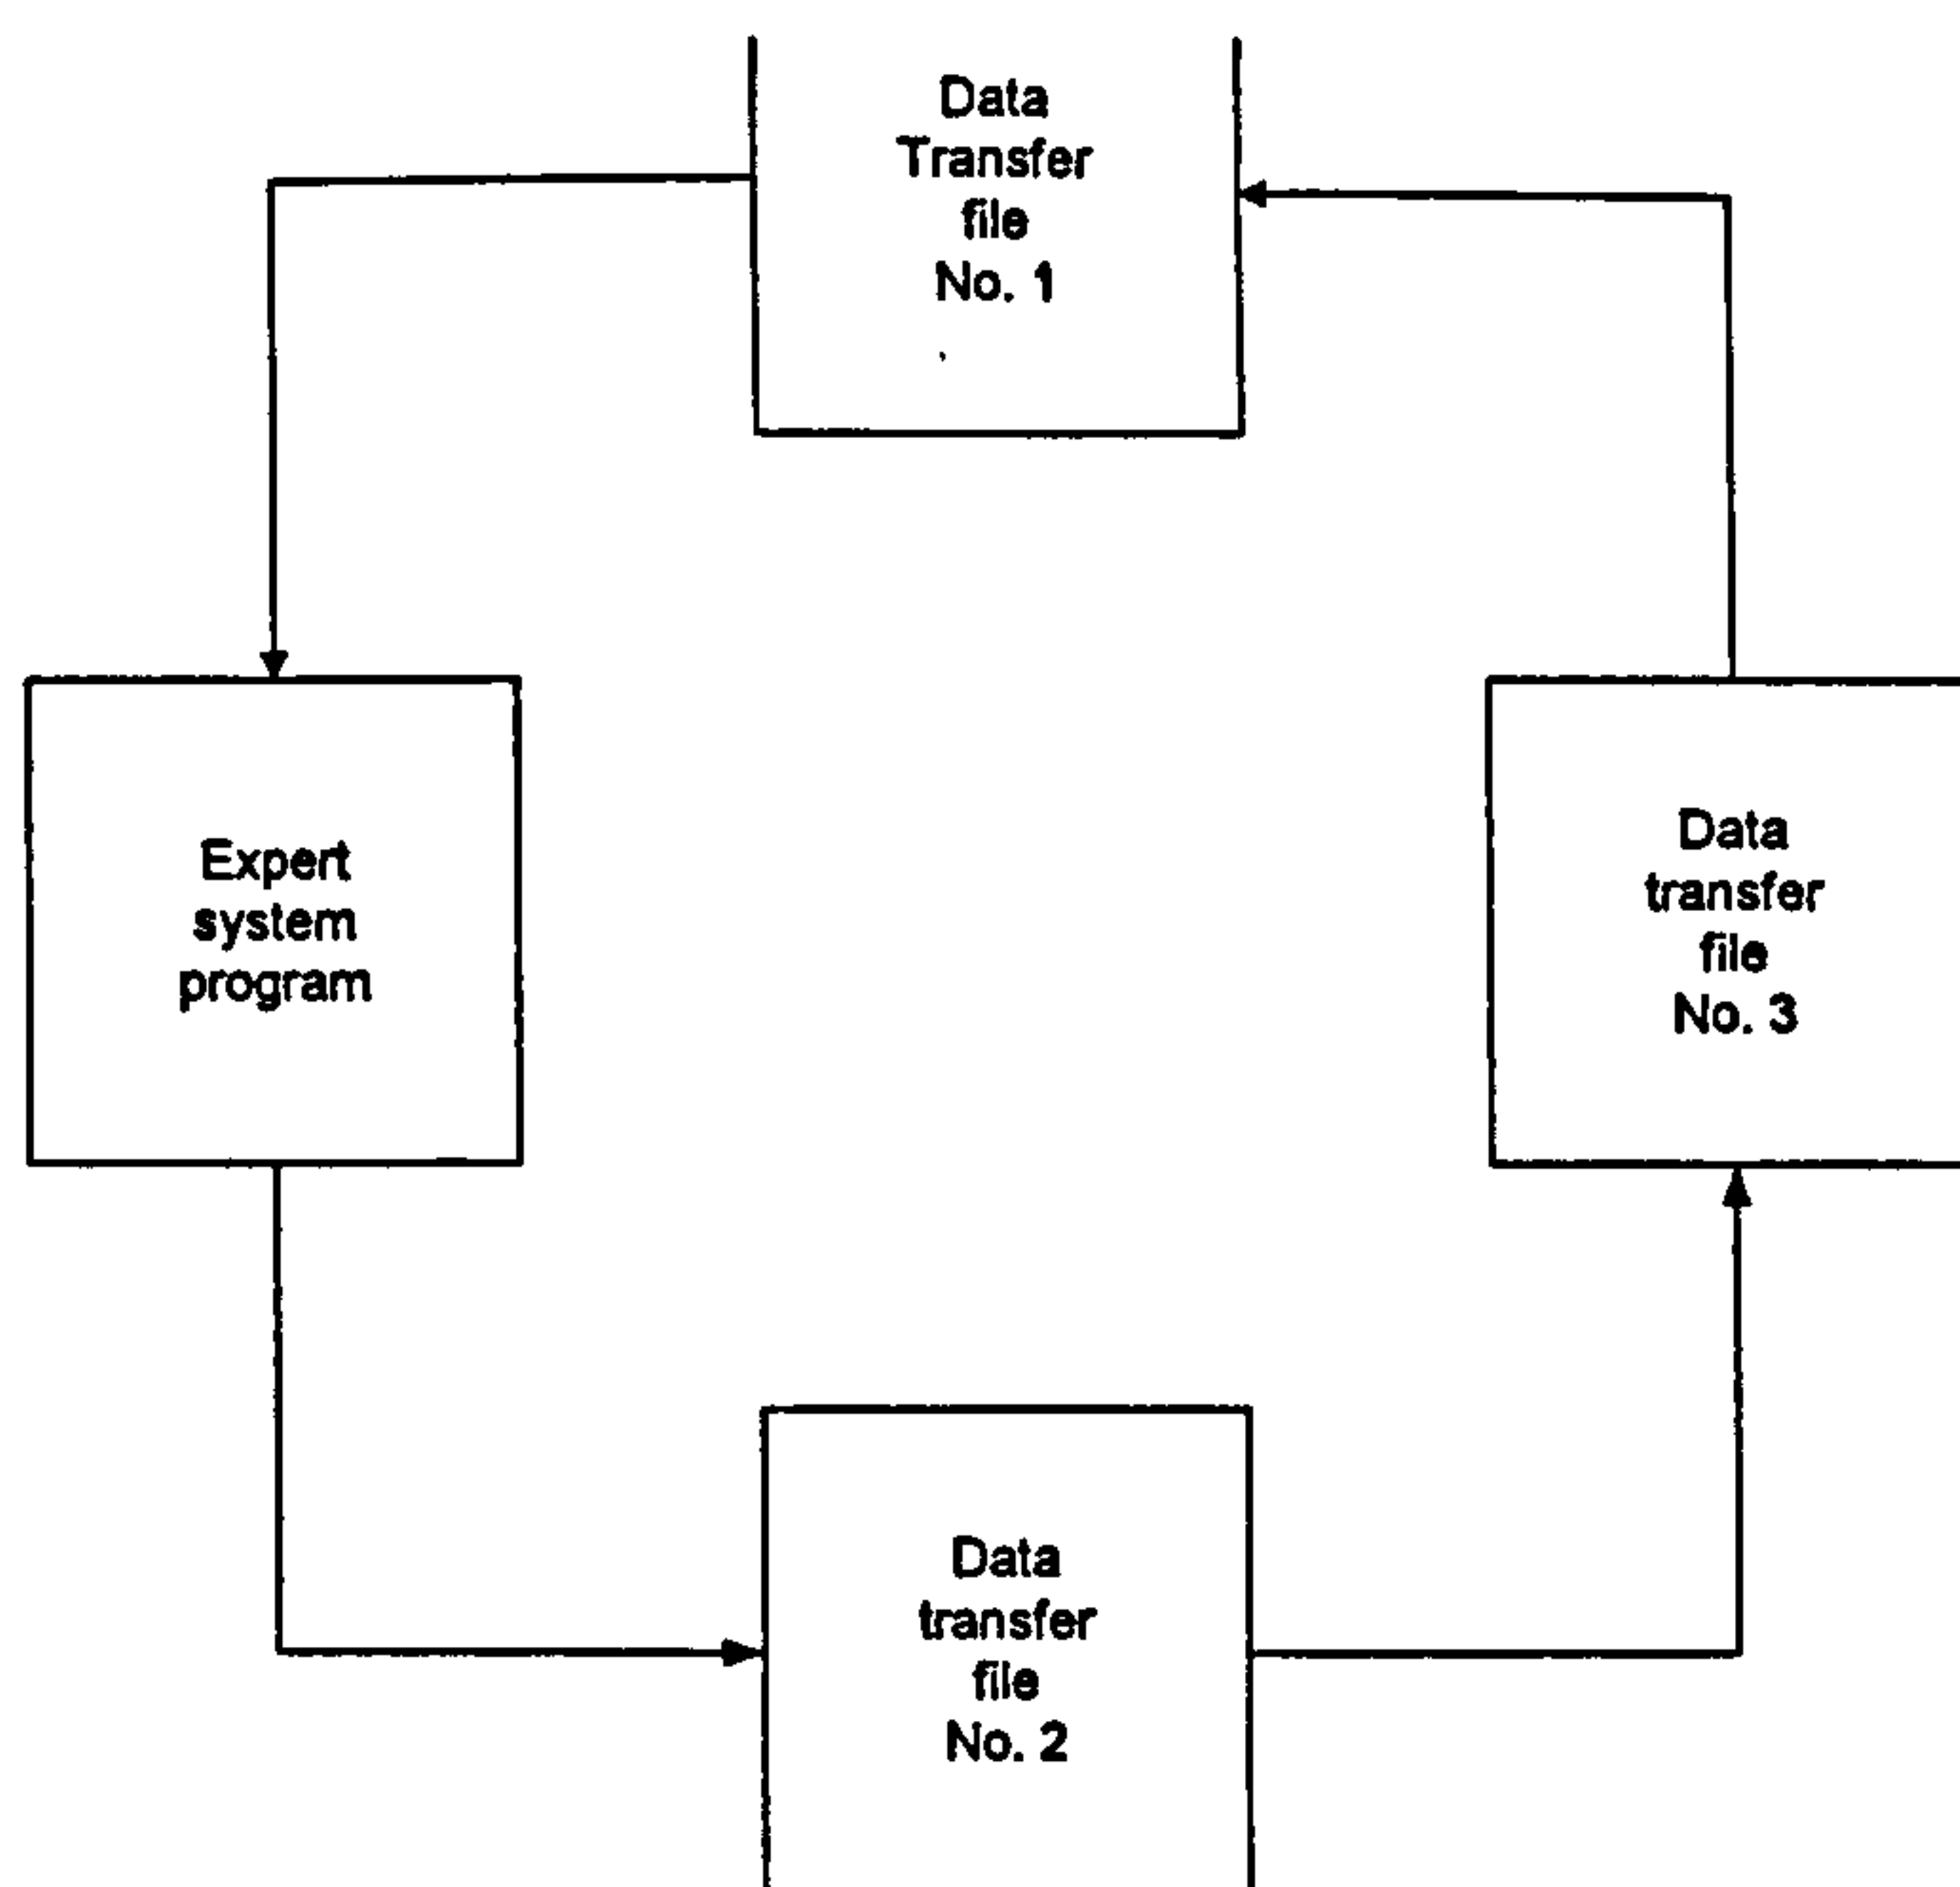 Data
Transfer
file
No. 1
Expert
system
program
Data
transfer
file
No. 3
Data
transfer
file
No. 2